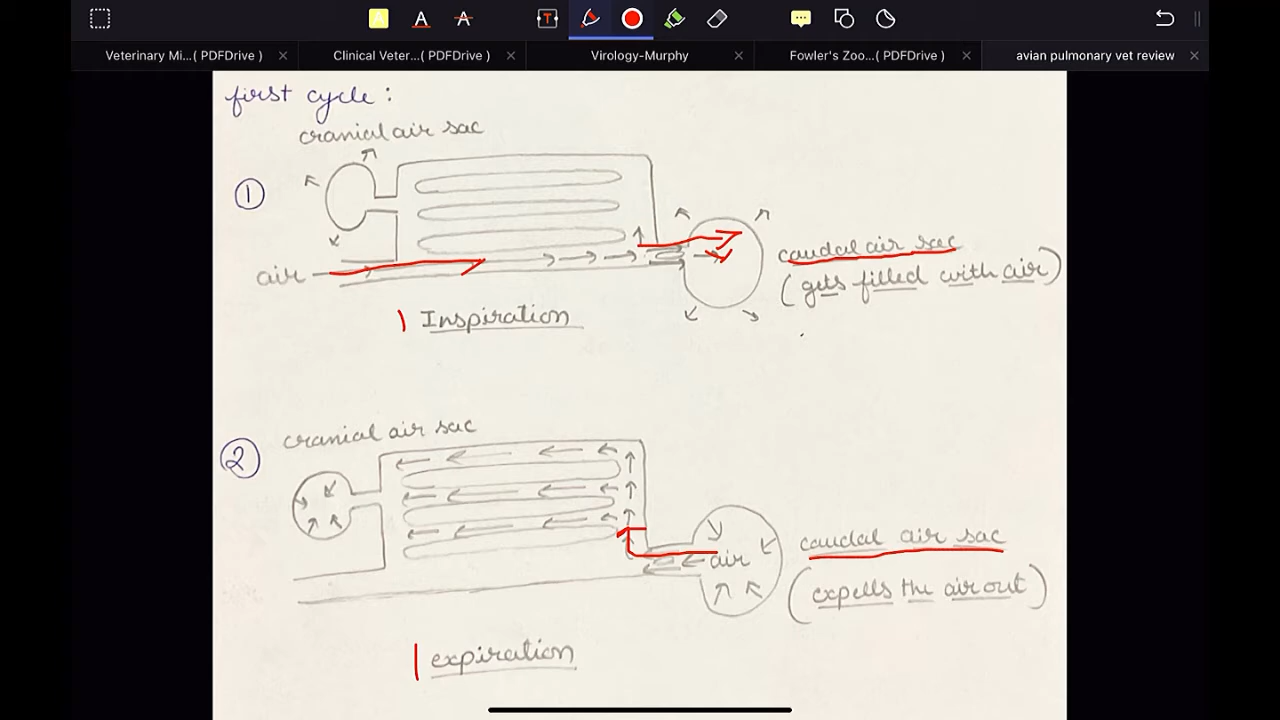 Veterinary Mi...( PDFDrive )
Clinical Veter...( PDFDrive )
Virology-Murphy
Fowler's Zoo...( PDFDrive )
avian pulmonary vet review
first cycle :
cranial air sac
1
air
caudal air sac
(gets filled with air)
1 Inspiration
cranial air sac
2
air
caudal air sac
(expells the air out)
1 expiration